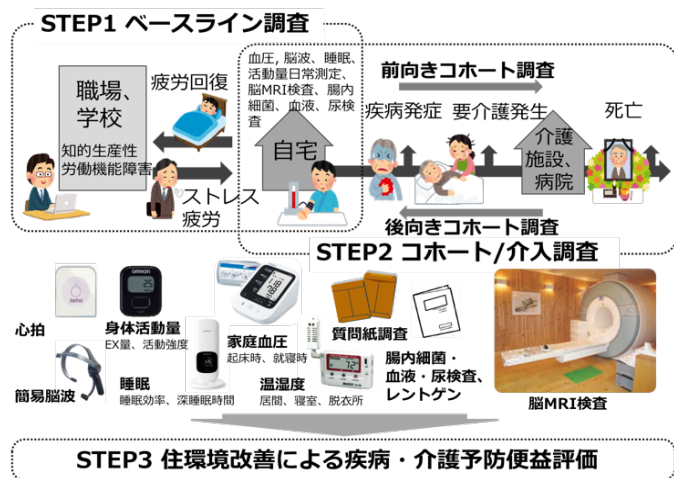 STEP1 ベースライン調査
職場、
学校
知的生産性
労働機能障害
疲労回復
ストレス
疲労
血圧, 脳波、睡眠、
活動量日常測定、
脳MRI検査、腸内
細菌、血液、尿検
査
自宅
前向きコホート調査
疾病発症
要介護発生
介護
施設、
病院
死亡
後向きコホート調査
STEP2 コホート/介入調査
心拍
OMRON
身体活動量
EX量、活動強度
家庭血圧
起床時、就寝時
質問紙調査
腸内細菌・
血液・尿検査、
レントゲン
簡易脳波
睡眠
睡眠効率、深睡眠時間
温湿度
居間、寝室、脱衣所
脳MRI検査
STEP3 住環境改善による疾病・介護予防便益評価